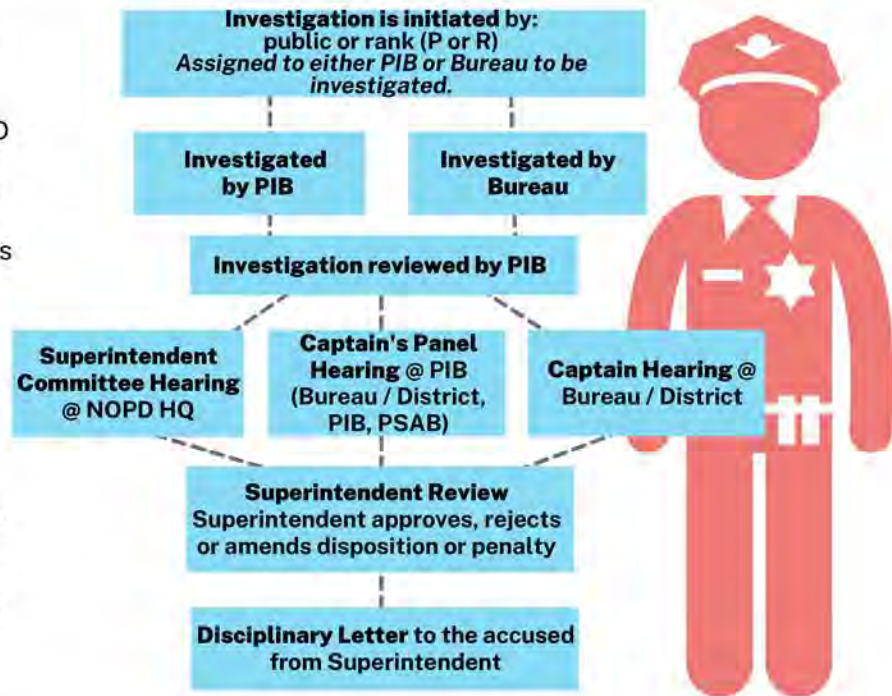 Investigation is initiated by:
public or rank (P or R)
Assigned to either PIB or Bureau to be
investigated.
Investigated
by PIB
Investigated by
Bureau
Investigation reviewed by PIB
Superintendent
Committee Hearing
@ NOPD HQ
Captain's Panel
Hearing @ PIB
(Bureau / District,
PIB, PSAB)
Captain Hearing @
Bureau / District
Superintendent Review
Superintendent approves, rejects
or amends disposition or penalty
Disciplinary Letter to the accused
from Superintendent